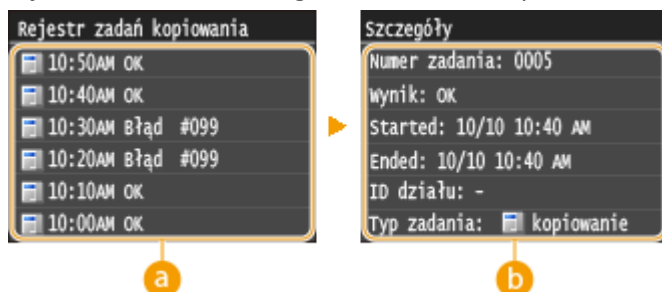 Rejestr zadań kopiowania
10:50AM OK
10:40AM OK
10:30AM Błąd #099
10:20AM Błąd #099
10:10AM OK
10:00AM OK
a
Szczegóły
Numer zadania: 0005
Wynik: OK
Started: 10/10 10:40 AM
Ended: 10/10 10:40 AM
ID działu: -
Typ zadania: kopiowanie
b